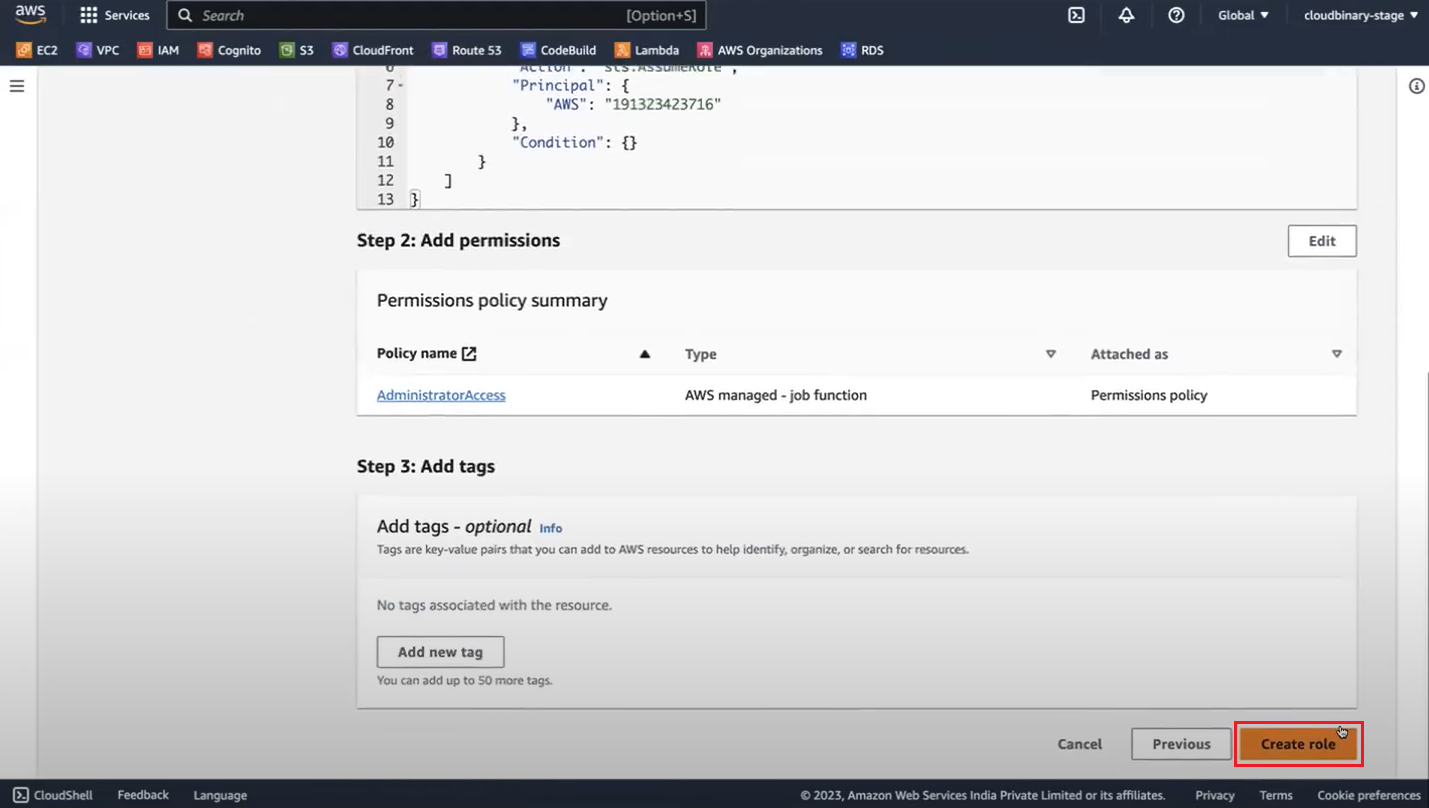 aws Services Search [Option+S] Global cloudbinary-stage
EC2 VPC IAM Cognito S3 CloudFront Route 53 CodeBuild Lambda AWS Organizations RDS
6 "Action": "sts:AssumeRole",
7 "Principal": {
8 "AWS": "191323423716"
9 },
10 "Condition": {}
11 }
12 ]
13 }
Step 2: Add permissions Edit
Permissions policy summary
Policy name Type Attached as
AdministratorAccess AWS managed - job function Permissions policy
Step 3: Add tags
Add tags - optional Info
Tags are key-value pairs that you can add to AWS resources to help identify, organize, or search for resources.
No tags associated with the resource.
Add new tag
You can add up to 50 more tags.
Cancel Previous Create role
CloudShell Feedback Language © 2023, Amazon Web Services India Private Limited or its affiliates. Privacy Terms Cookie preferences